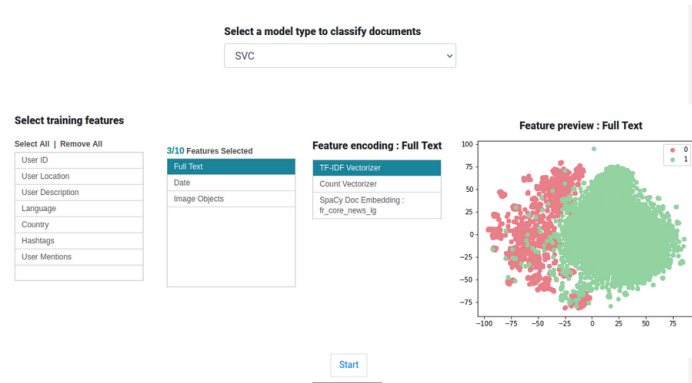 Select a model type to classify documents
SVC
Select training features
Select All | Remove All
User ID
User Location
User Description
Language
Country
Hashtags
User Mentions
3/10 Features Selected
Full Text
Date
Image Objects
Feature encoding : Full Text
TF-IDF Vectorizer
Count Vectorizer
SpaCy Doc Embedding :
fr_core_news_lg
Feature preview : Full Text
0
1
100
75
50
25
0
−25
−50
−75
−100 −75 −50 −25 0 25 50 75
Start